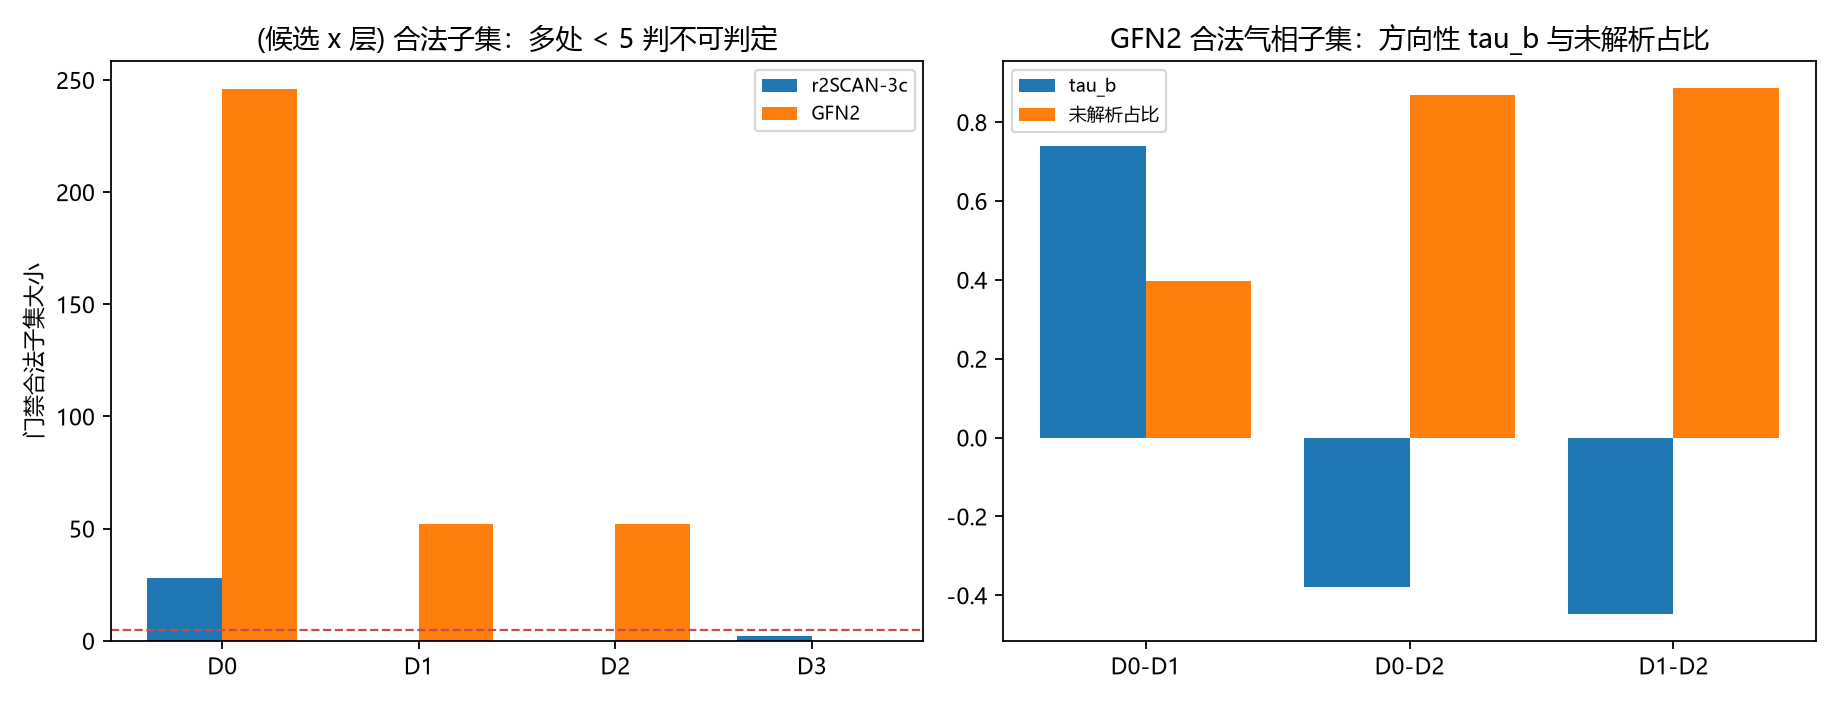 (候选 x 层) 合法子集：多处 < 5 判不可判定
门禁合法子集大小
250
200
150
100
50
0
D0
D1
D2
D3
r2SCAN-3c
GFN2
GFN2 合法气相子集：方向性 tau_b 与未解析占比
tau_b
未解析占比
0.8
0.6
0.4
0.2
0.0
-0.2
-0.4
D0-D1
D0-D2
D1-D2